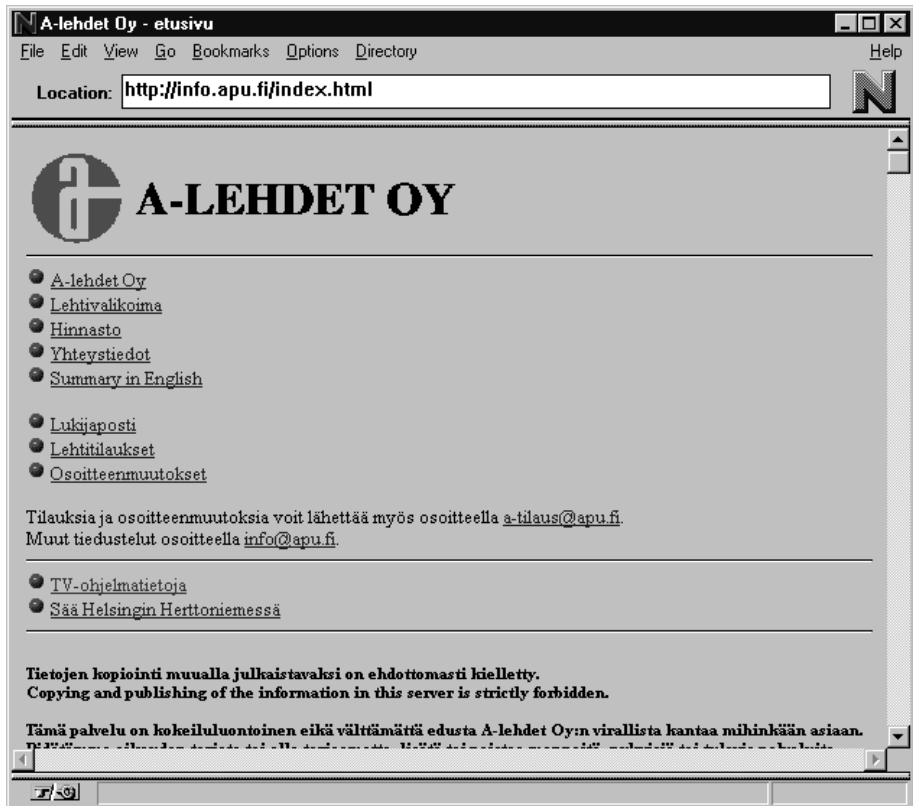 A-lehdet Oy - etusivu
File Edit View Go Bookmarks Options Directory Help
Location: http://info.apu.fi/index.html
A-LEHDET OY
A-lehdet Oy
Lehtivalikoima
Hinnasto
Yhteystiedot
Summary in English
Lukijaposti
Lehtitilaukset
Osoitteenmuutokset
Tilauksia ja osoitteenmuutoksia voit lähettää myös osoitteella a-tilaus@apu.fi.
Muut tiedustelut osoitteella info@apu.fi.
TV-ohjelmatietoja
Sää Helsingin Herttoniemessä
Tietojen kopiointi muualla julkaistavaksi on ehdottomasti kielletty.
Copying and publishing of the information in this server is strictly forbidden.
Tämä palvelu on kokeiluluontoinen eikä välttämättä edusta A-lehdet Oy:n virallista kantaa mihinkään asiaan.